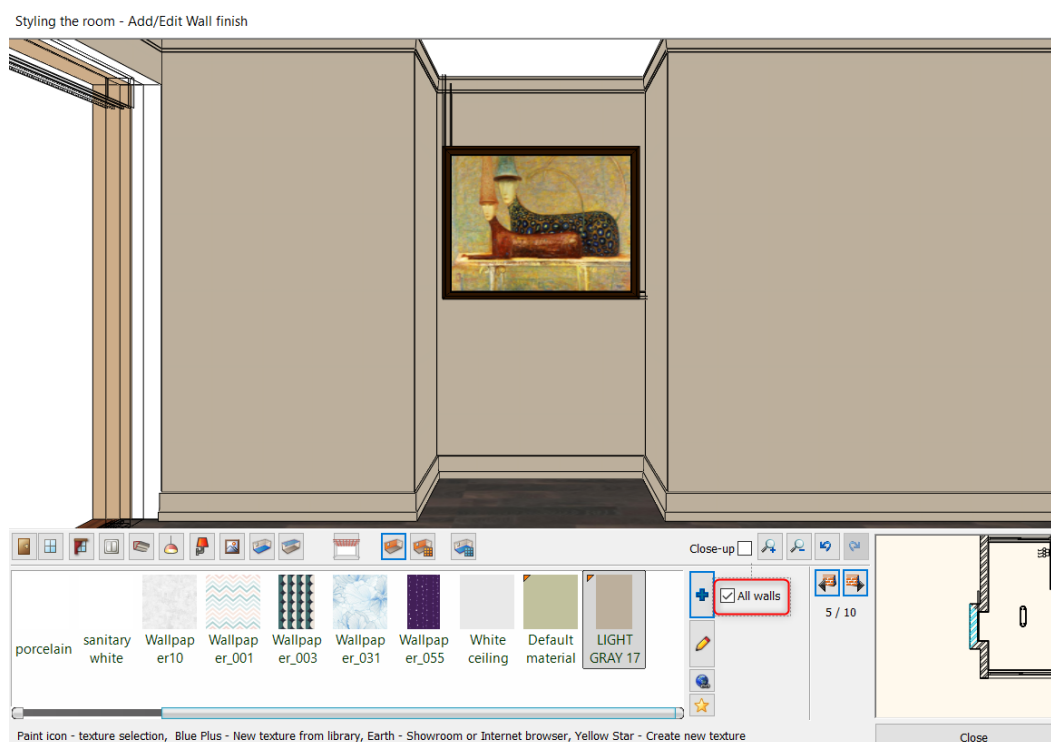 Styling the room - Add/Edit Wall finish
Close-up
All walls
5 / 10
porcelain
sanitary
white
Wallpap
er10
Wallpap
er_001
Wallpap
er_003
Wallpap
er_031
Wallpap
er_055
White
ceiling
Default
material
LIGHT
GRAY 17
Paint icon - texture selection, Blue Plus - New texture from library, Earth - Showroom or Internet browser, Yellow Star - Create new texture
Close